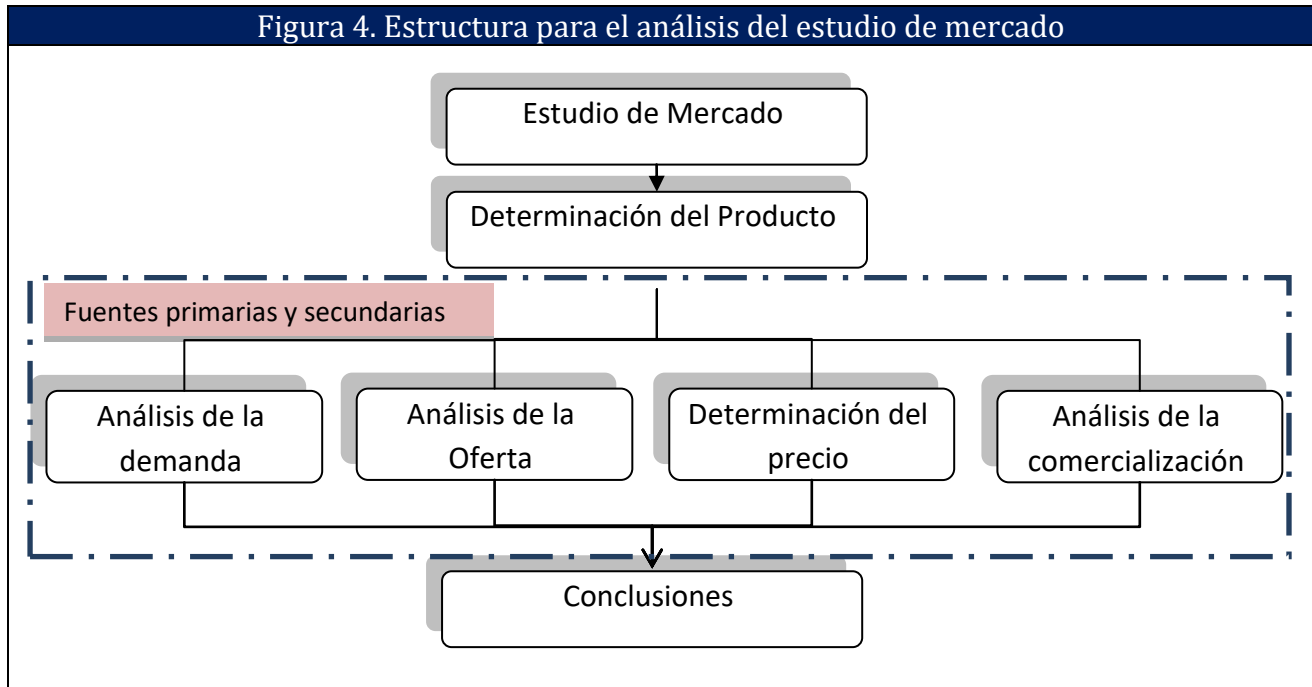 Figura 4. Estructura para el análisis del estudio de mercado
Estudio de Mercado
Determinación del Producto
Fuentes primarias y secundarias
Análisis de la
demanda
Análisis de la
Oferta
Determinación del
precio
Análisis de la
comercialización
Conclusiones